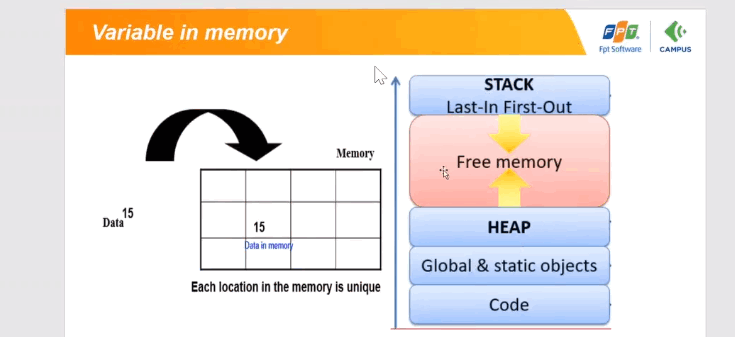 Variable in memory
FPT
Fpt Software
CAMPUS
Memory
15
Data
15
Data in memory
Each location in the memory is unique
STACK
Last-In First-Out
Free memory
HEAP
Global & static objects
Code